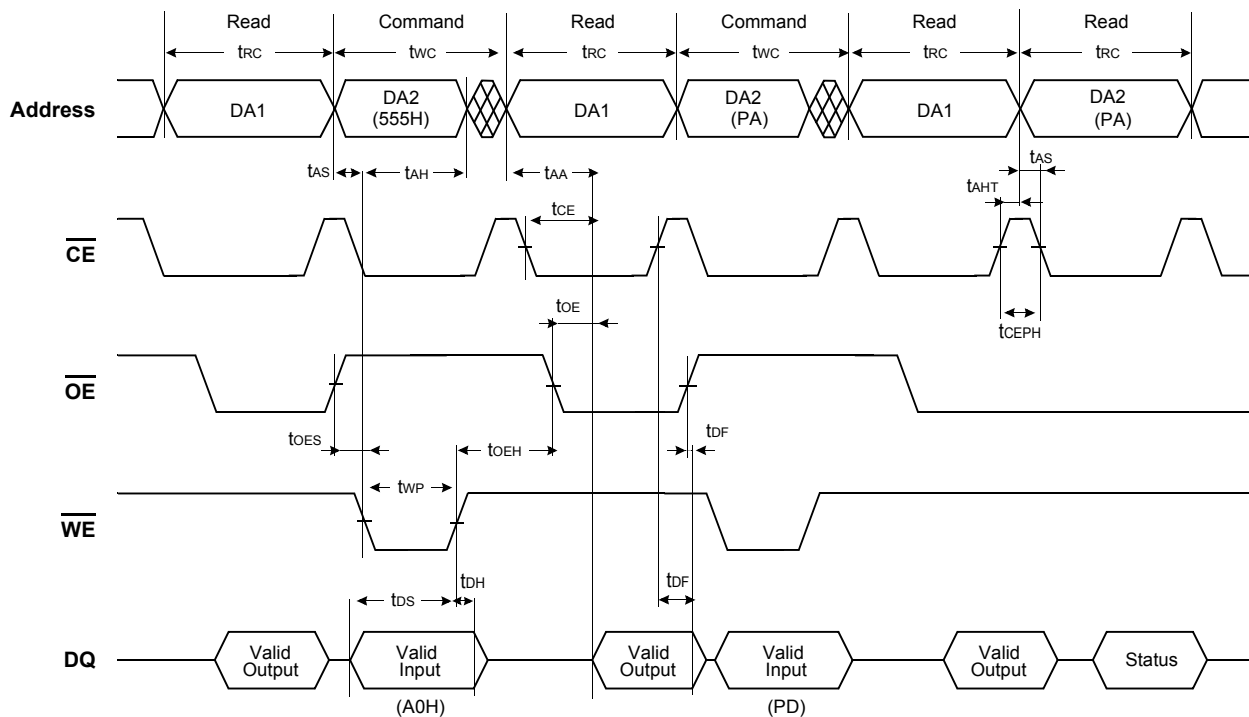 Read Command Read Command Read Read
tRC tWC tRC tWC tRC tRC
Address DA1 DA2 (555H) DA1 DA2 (PA) DA1 DA2 (PA)
tAS tAH tAA tAS
tAHT
tCE
CE
tOE
tCEPH
OE
tOES tOEH tDF
tWP
WE
tDH tDF
tDS
DQ Valid Output Valid Input Valid Output Valid Input Valid Output Status
(A0H) (PD)